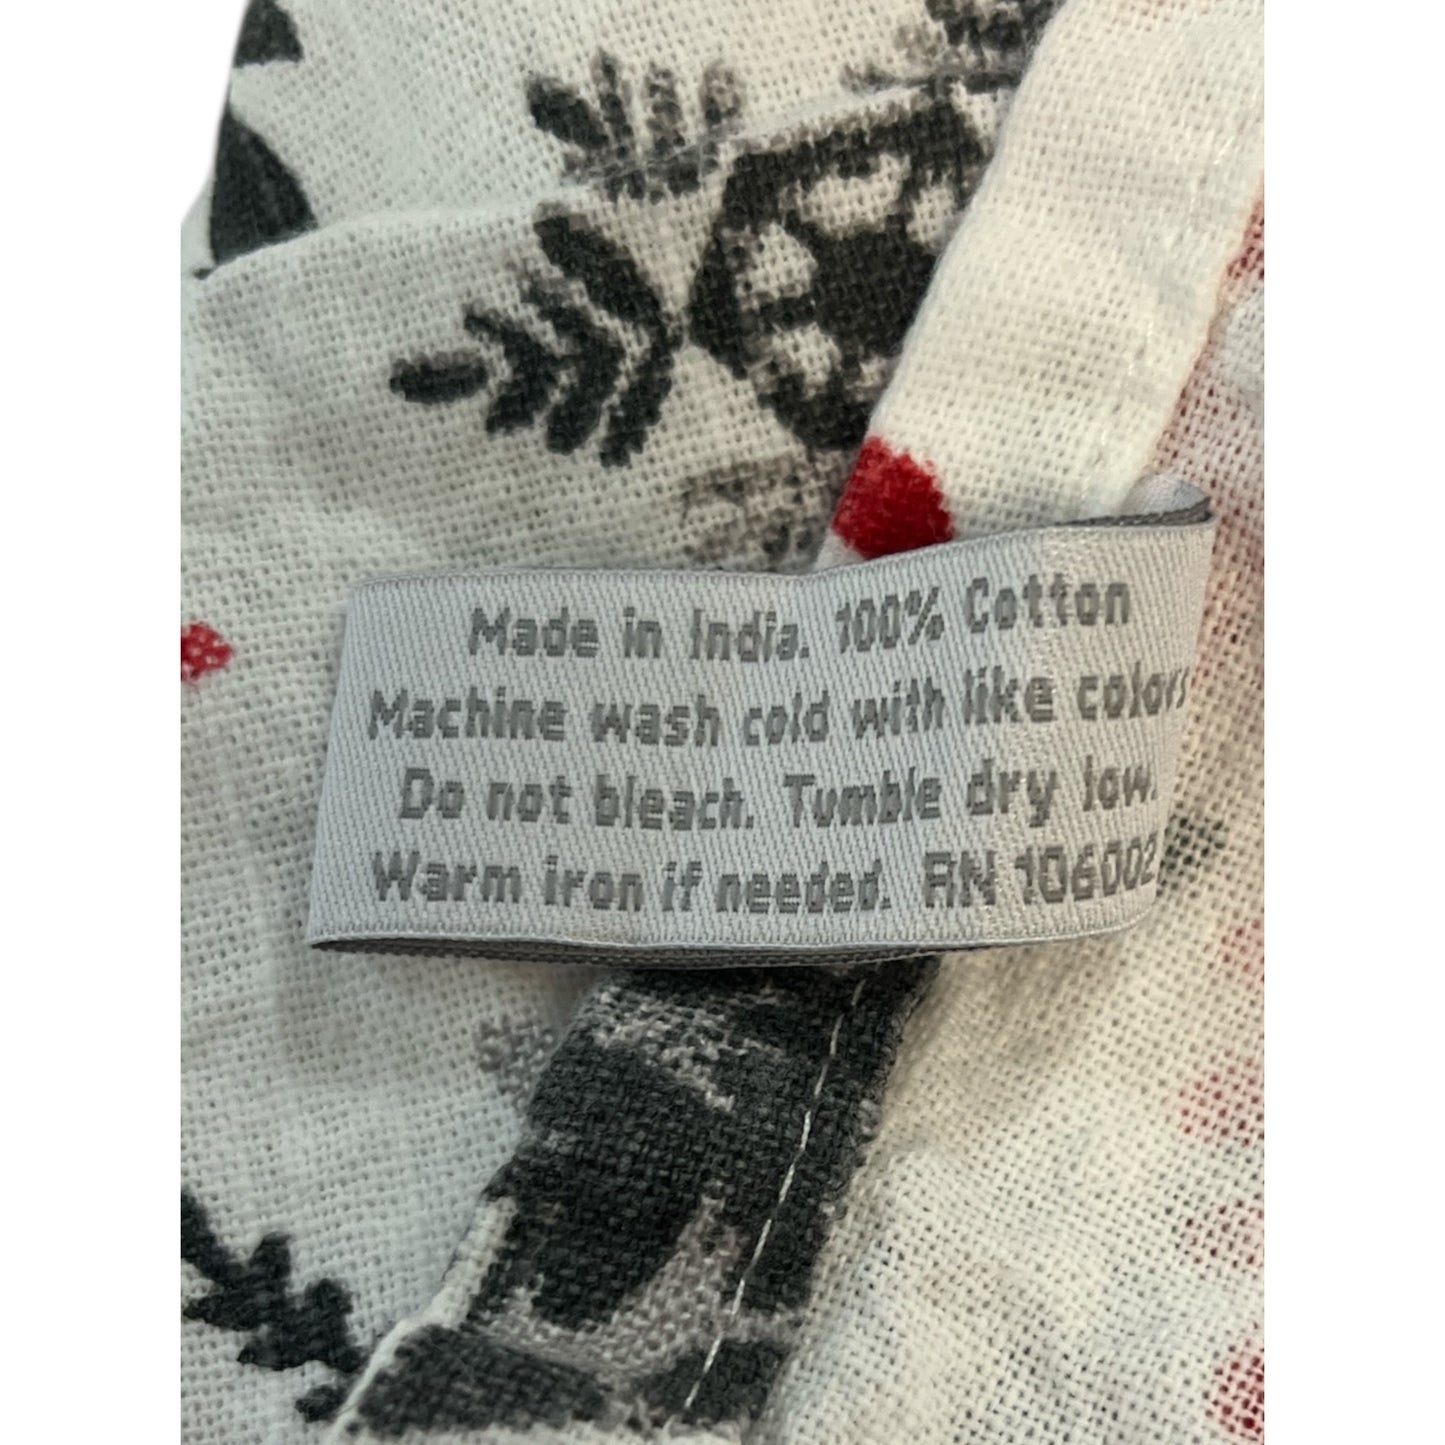 Made in India. 100% Cotton
Machine wash cold with like colors
Do not bleach. Tumble dry low.
Warm iron if needed. RN 106002